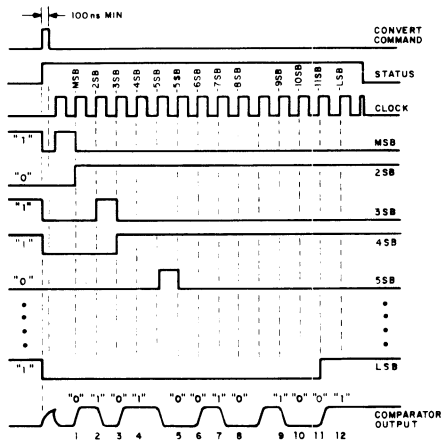 100ns MIN
CONVERT
COMMAND
STATUS
-MSB
-2SB
-3SB
-4SB
-5SB
-5SB
-6SB
-7SB
-8SB
-9SB
-10SB
-11SB
-LSB
CLOCK
"1"
MSB
"0"
2SB
"1"
3SB
"1"
4SB
"0"
5SB
"1"
LSB
"0" "1" "0" "1" "0" "0" "1" "0" "1" "0" "0" "1"
COMPARATOR
OUTPUT
1 2 3 4 5 6 7 8 9 10 11 12